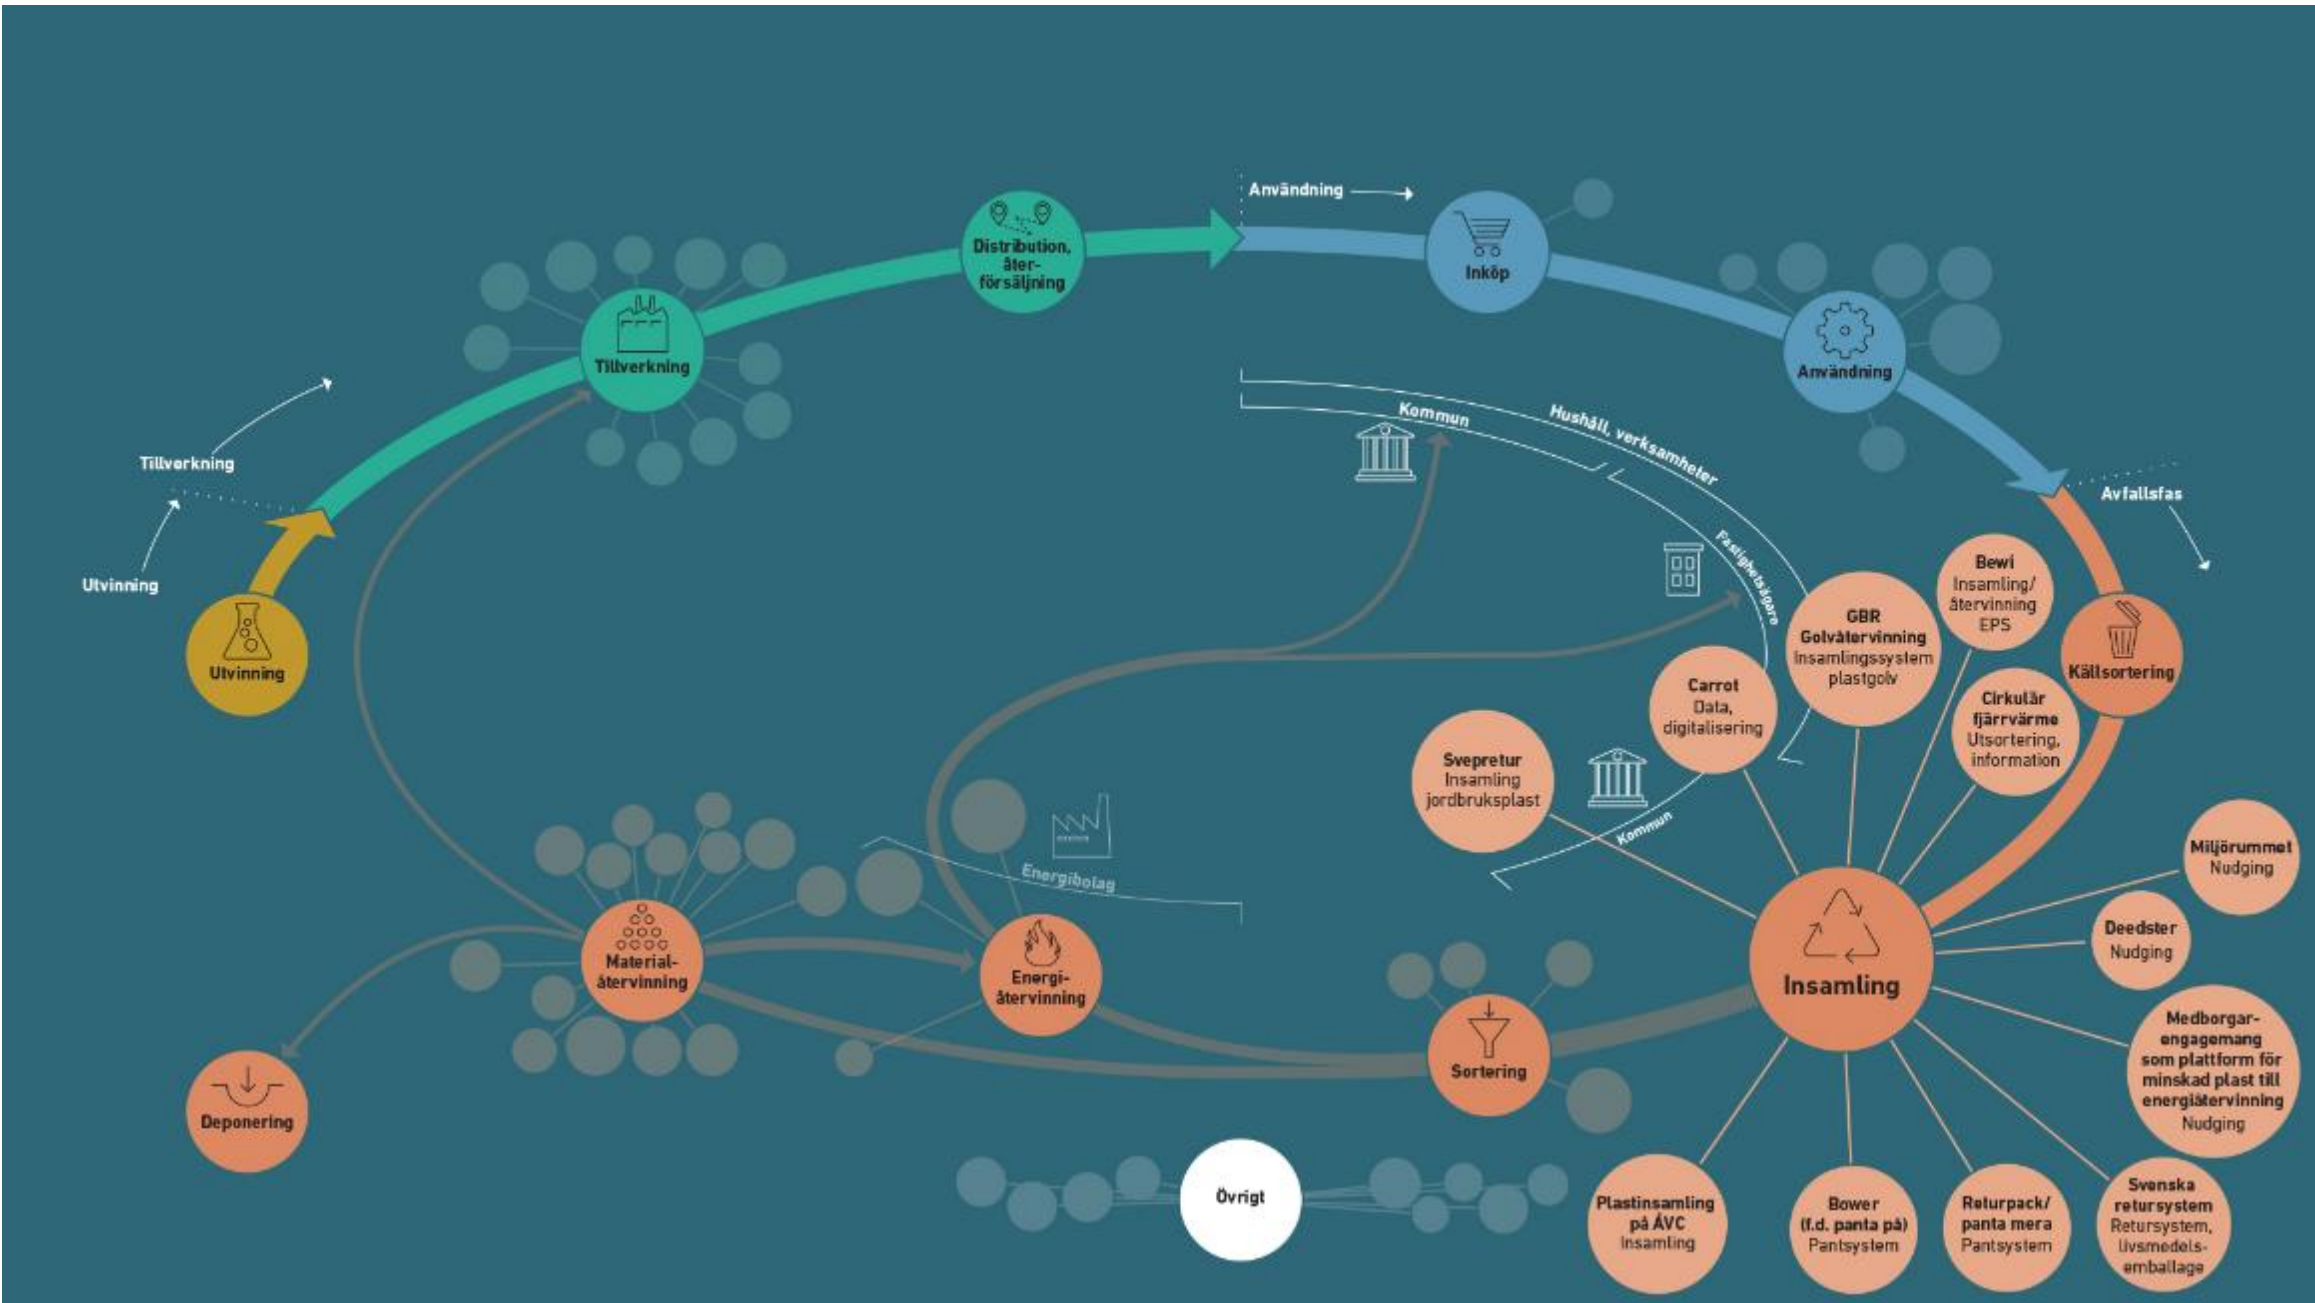 Användning
Distribution,
åter-
försäljning
Inköp
Tillverkning
Användning
Kommun
Hushåll, verksamheter
Tillverkning
Avfallsfas
Utvinning
Fastighetsägare
Utvinning
Bewi
Insamling/
återvinning
EPS
GBR
Golvåtervinning
Insamlingssystem
plastgolv
Källsortering
Carrot
Data,
digitalisering
Cirkulär
fjärrvärme
Utsortering,
information
Svepretur
Insamling
jordbruksplast
Kommun
Miljörummet
Nudging
Energibolag
Deedster
Nudging
Material-
återvinning
Energi-
återvinning
Insamling
Medborgar-
engagemang
som plattform för
minskad plast till
energiåtervinning
Nudging
Sortering
Deponering
Övrigt
Plastinsamling
på ÅVC
Insamling
Bower
(f.d. panta på)
Pantsystem
Returpack/
panta mera
Pantsystem
Svenska
retursystem
Retursystem,
livsmedels-
emballage